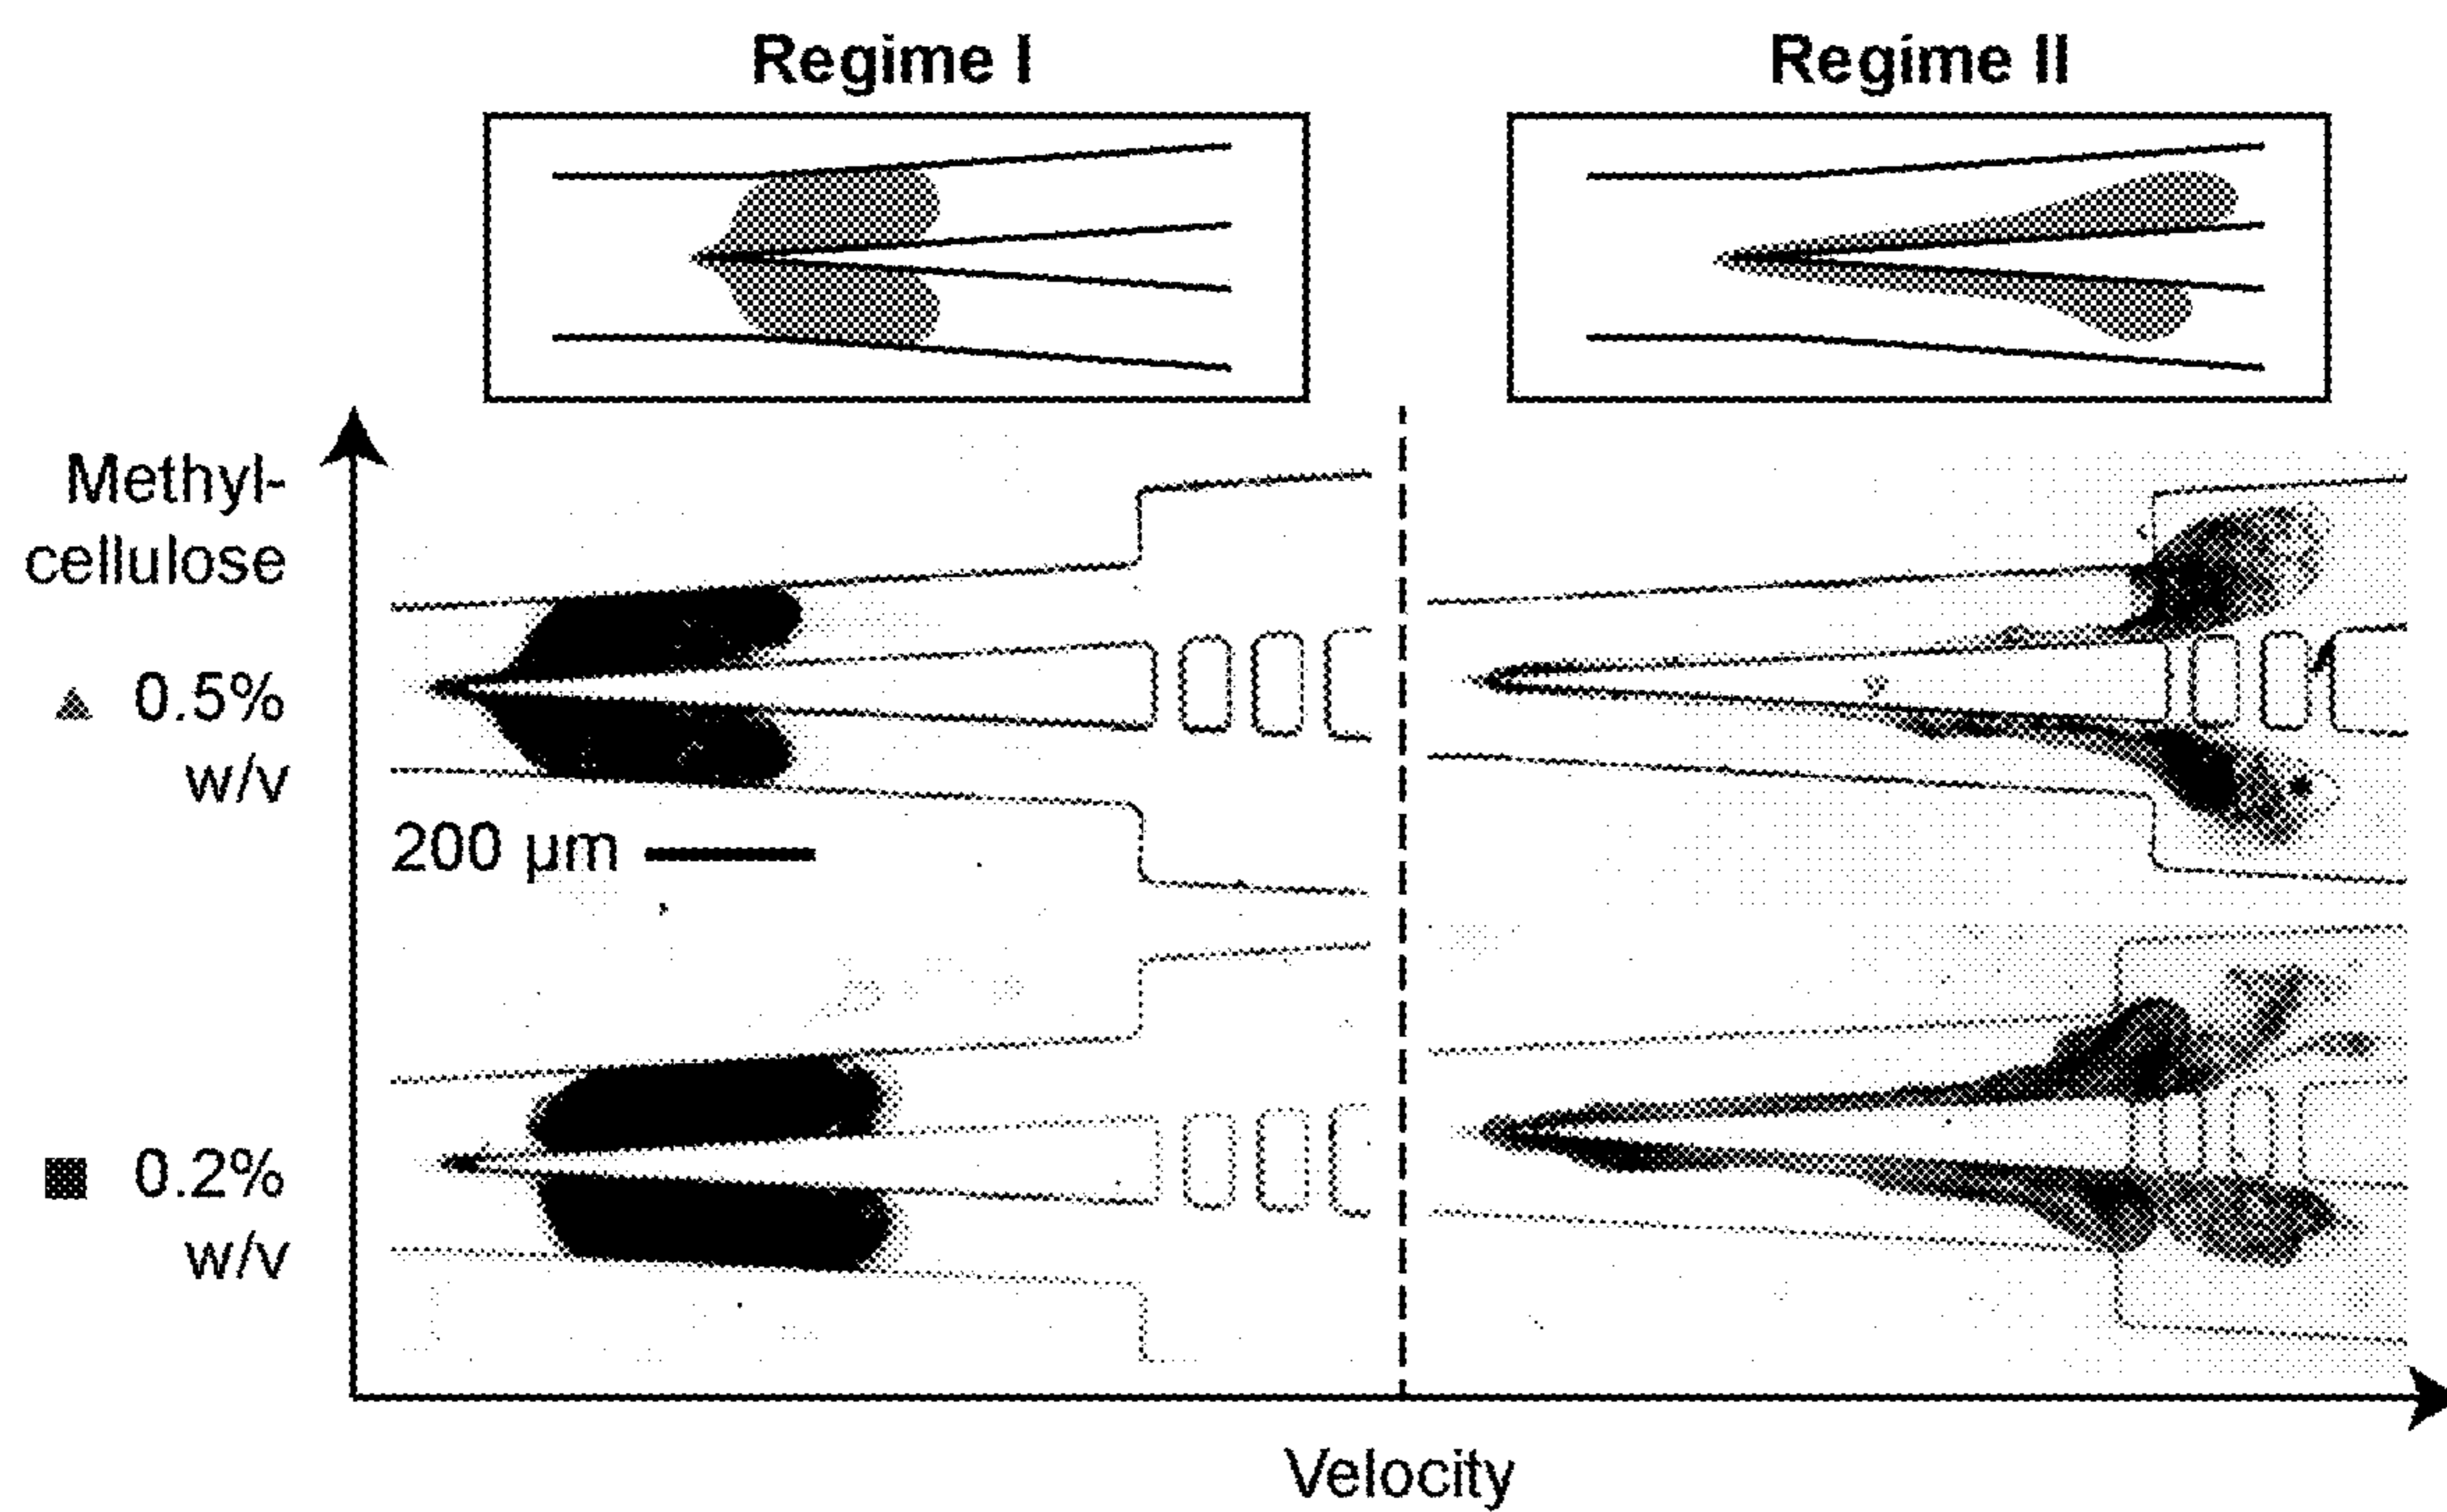 Regime I
Regime II
Methyl-
cellulose
0.5%
w/v
200 µm
0.2%
w/v
Velocity